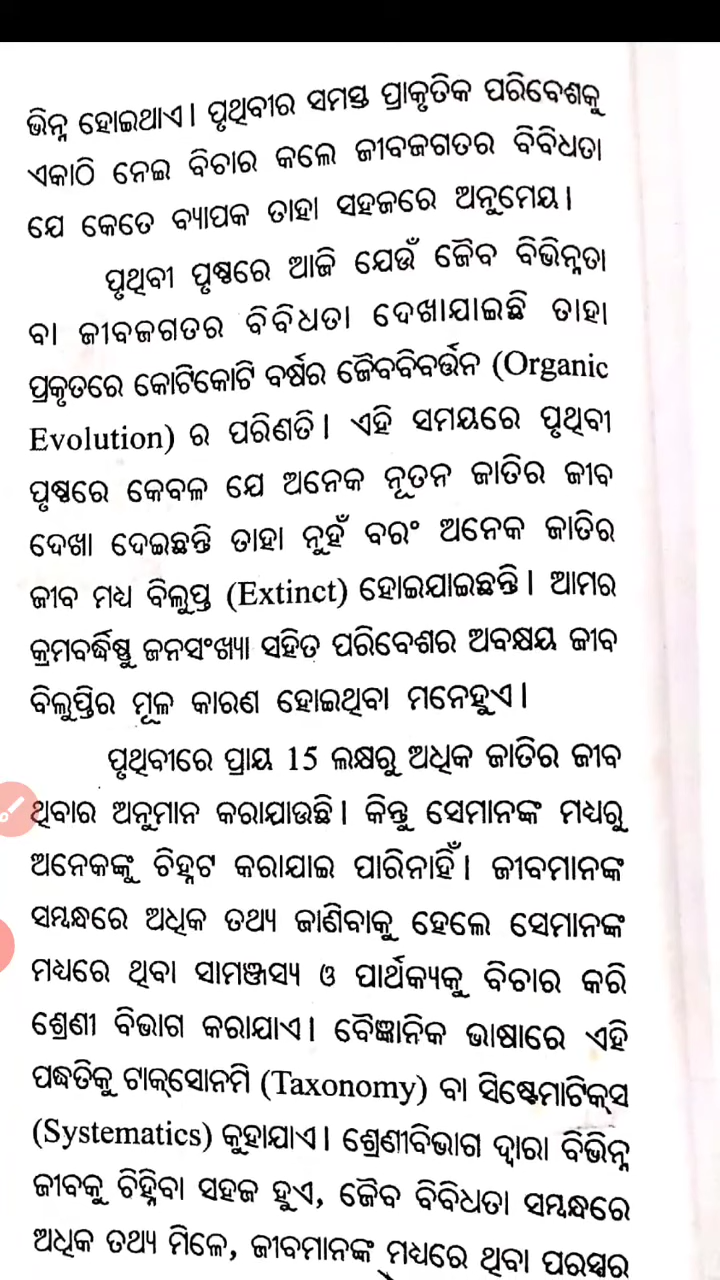 ଭିନ୍ନ ହୋଇଥାଏ। ପୃଥିବୀର ସମସ୍ତ ପ୍ରାକୃତିକ ପରିବେଶକୁ
ଏକାଠି ନେଇ ବିଚାର କଲେ ଜୀବଜଗତର ବିବିଧତା
ଯେ କେତେ ବ୍ୟାପକ ତାହା ସହଜରେ ଅନୁମେୟ।
ପୃଥିବୀ ପୃଷ୍ଠରେ ଆଜି ଯେଉଁ ଜୈବ ବିଭିନ୍ନତା
ବା ଜୀବଜଗତର ବିବିଧତା ଦେଖାଯାଇଛି ତାହା
ପ୍ରକୃତରେ କୋଟିକୋଟି ବର୍ଷର ଜୈବବିବର୍ତ୍ତନ (Organic
Evolution) ର ପରିଣତି। ଏହି ସମୟରେ ପୃଥିବୀ
ପୃଷ୍ଠରେ କେବଳ ଯେ ଅନେକ ନୂତନ ଜାତିର ଜୀବ
ଦେଖା ଦେଇଛନ୍ତି ତାହା ନୁହଁ ବରଂ ଅନେକ ଜାତିର
ଜୀବ ମଧ୍ୟ ବିଲୁପ୍ତ (Extinct) ହୋଇଯାଇଛନ୍ତି। ଆମର
କ୍ରମବର୍ଦ୍ଧିଷ୍ଣୁ ଜନସଂଖ୍ୟା ସହିତ ପରିବେଶର ଅବକ୍ଷୟ ଜୀବ
ବିଲୁପ୍ତିର ମୂଳ କାରଣ ହୋଇଥିବା ମନେହୁଏ।
ପୃଥିବୀରେ ପ୍ରାୟ 15 ଲକ୍ଷରୁ ଅଧିକ ଜାତିର ଜୀବ
ଥିବାର ଅନୁମାନ କରାଯାଉଛି। କିନ୍ତୁ ସେମାନଙ୍କ ମଧ୍ୟରୁ
ଅନେକଙ୍କୁ ଚିହ୍ନଟ କରାଯାଇ ପାରିନାହିଁ। ଜୀବମାନଙ୍କ
ସମ୍ବନ୍ଧରେ ଅଧିକ ତଥ୍ୟ ଜାଣିବାକୁ ହେଲେ ସେମାନଙ୍କ
ମଧ୍ୟରେ ଥିବା ସାମଞ୍ଜସ୍ୟ ଓ ପାର୍ଥକ୍ୟକୁ ବିଚାର କରି
ଶ୍ରେଣୀ ବିଭାଗ କରାଯାଏ। ବୈଜ୍ଞାନିକ ଭାଷାରେ ଏହି
ପଦ୍ଧତିକୁ ଟାକ୍‌ସୋନମି (Taxonomy) ବା ସିଷ୍ଟେମାଟିକ୍‌ସ
(Systematics) କୁହାଯାଏ। ଶ୍ରେଣୀବିଭାଗ ଦ୍ୱାରା ବିଭିନ୍ନ
ଜୀବକୁ ଚିହ୍ନିବା ସହଜ ହୁଏ, ଜୈବ ବିବିଧତା ସମ୍ବନ୍ଧରେ
ଅଧିକ ତଥ୍ୟ ମିଳେ, ଜୀବମାନଙ୍କ ମଧ୍ୟରେ ଥିବା ପରସ୍ପର